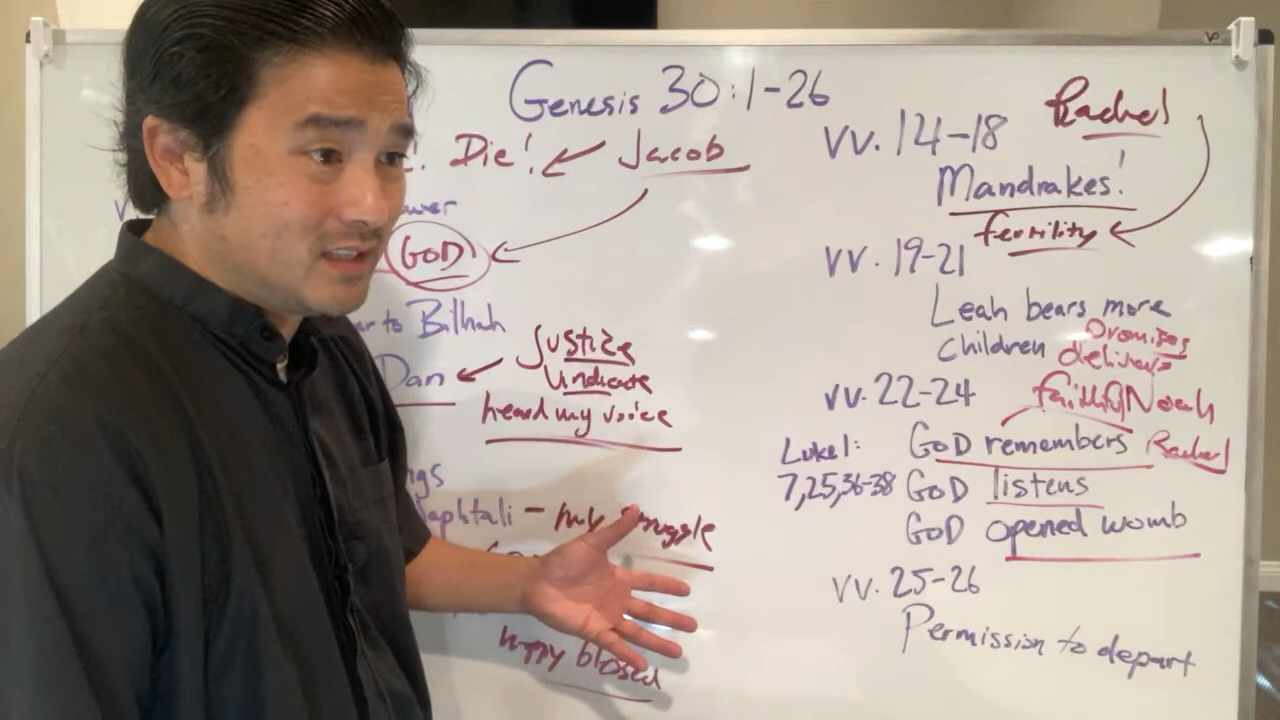 Genesis 30:1-26
Die! Jacob
GOD
to Bilhah
Dan
Justice
Vindicate
heard my voice
Naphtali - my struggle
happy blessed
vv. 14-18
Rachel
Mandrakes!
fertility
vv. 19-21
Leah bears more
children
Promises
delivers
vv. 22-24
faithful Noah
Luke 1:
7,25,36-38
GOD remembers Rachel
GOD listens
GOD opened womb
vv. 25-26
Permission to depart